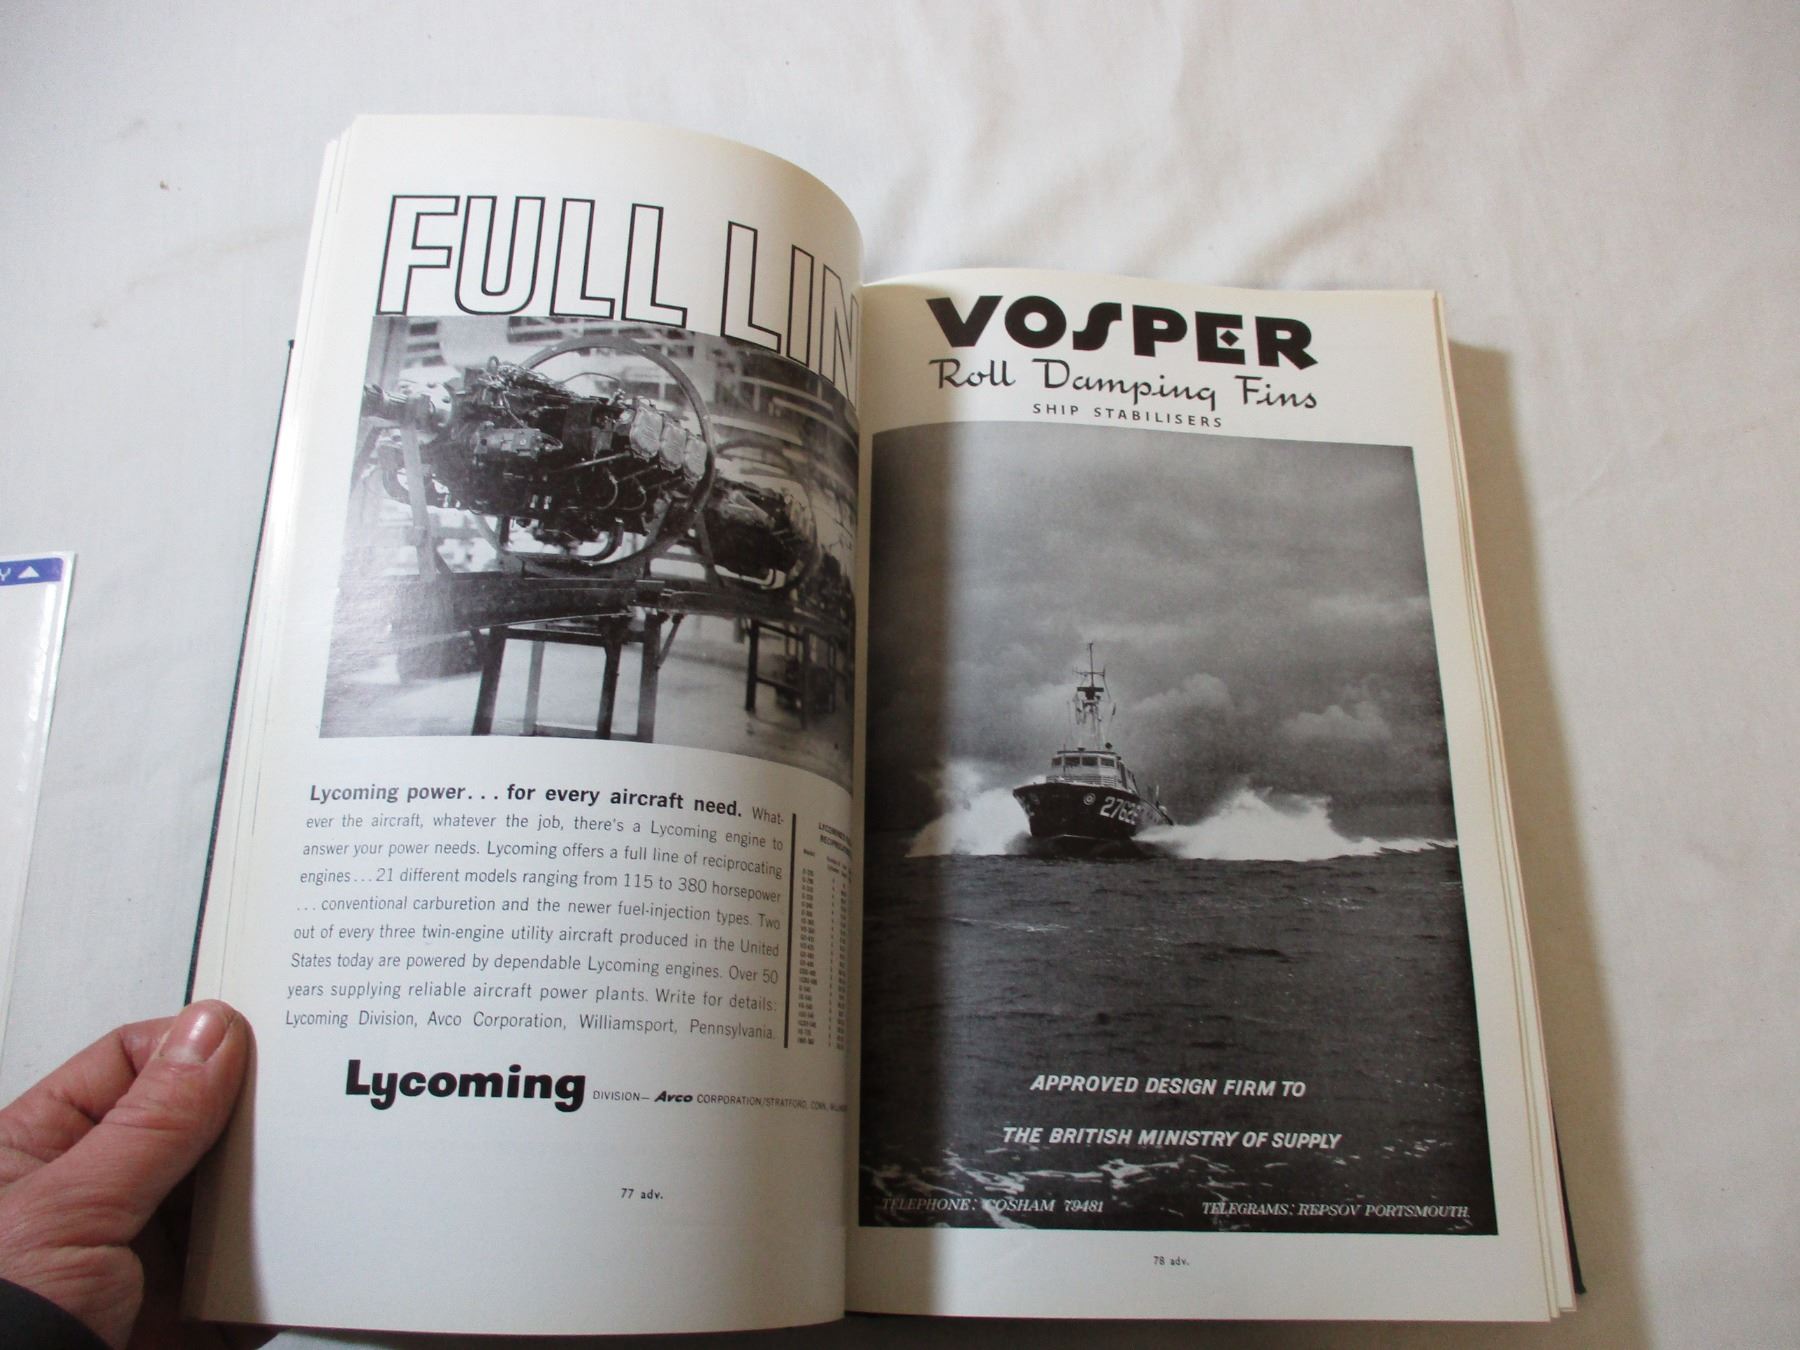 FULL LIN
Lycoming power... for every aircraft need. What-
ever the aircraft, whatever the job, there's a Lycoming engine to
answer your power needs. Lycoming offers a full line of reciprocating
engines...21 different models ranging from 115 to 380 horsepower
...conventional carburetion and the newer fuel-injection types. Two
out of every three twin-engine utility aircraft produced in the United
States today are powered by dependable Lycoming engines. Over 50
years supplying reliable aircraft power plants. Write for details:
Lycoming Division, Avco Corporation, Williamsport, Pennsylvania.
Lycoming DIVISION— Avco CORPORATION/STRATFORD, CONN.
77 adv.
VOSPER
Roll Damping Fins
SHIP STABILISERS
APPROVED DESIGN FIRM TO
THE BRITISH MINISTRY OF SUPPLY
TELEPHONE: COSHAM 79481
TELEGRAMS: REPSOV PORTSMOUTH.
78 adv.